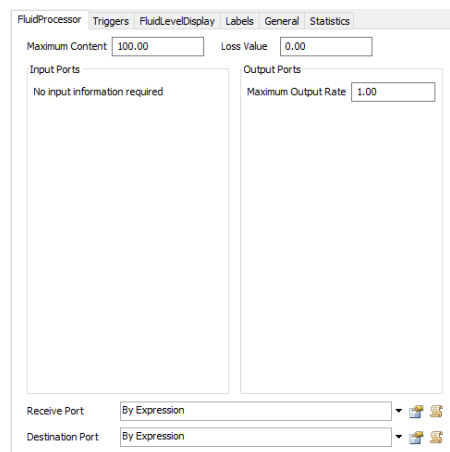 FluidProcessor Triggers FluidLevelDisplay Labels General Statistics
Maximum Content 100.00 Loss Value 0.00
Input Ports Output Ports
No input information required Maximum Output Rate 1.00
Receive Port By Expression
Destination Port By Expression